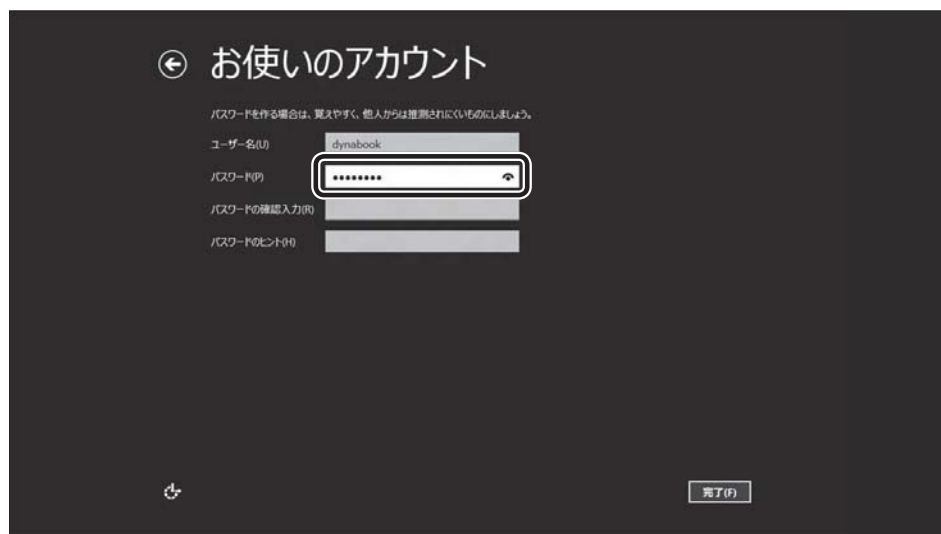 お使いのアカウント
パスワードを作る場合は、覚えやすく、他人からは推測されにくいものにしましょう。
ユーザー名(U)
dynabook
パスワード(P)
••••••••
パスワードの確認入力(R)
パスワードのヒント(H)
完了(F)